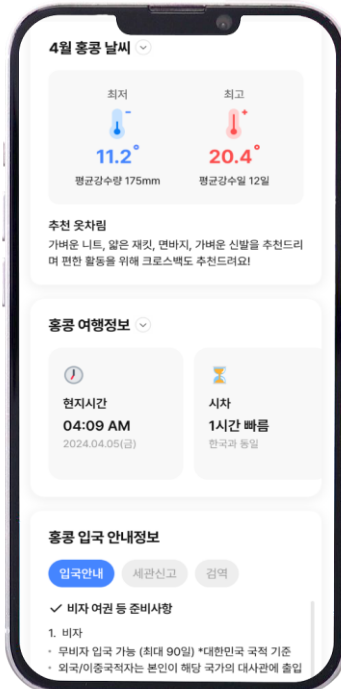 4월 홍콩 날씨
최저 최고
11.2° 20.4°
평균강수량 175mm 평균강수일 12일
추천 옷차림
가벼운 니트, 얇은 재킷, 면바지, 가벼운 신발을 추천드리
며 편한 활동을 위해 크로스백도 추천드려요!
홍콩 여행정보
현지시간 시차
04:09 AM 1시간 빠름
2024.04.05(금) 한국과 동일
홍콩 입국 안내정보
입국안내 세관신고 검역
비자 여권 등 준비사항
1. 비자
• 무비자 입국 가능 (최대 90일) *대한민국 국적 기준
• 외국/이중국적자는 본인이 해당 국가의 대사관에 출입